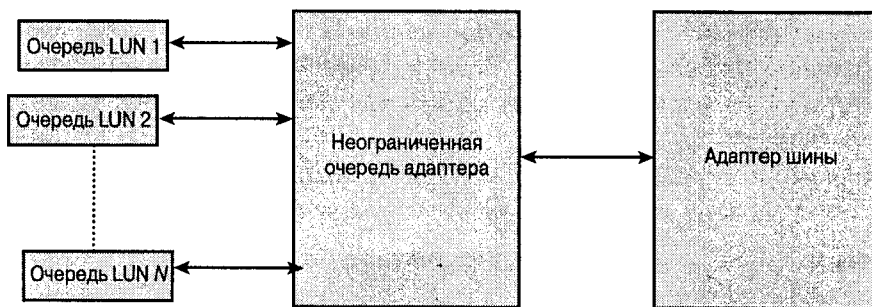 Очередь LUN 1
Очередь LUN 2
Очередь LUN N
Неограниченная
очередь адаптера
Адаптер шины